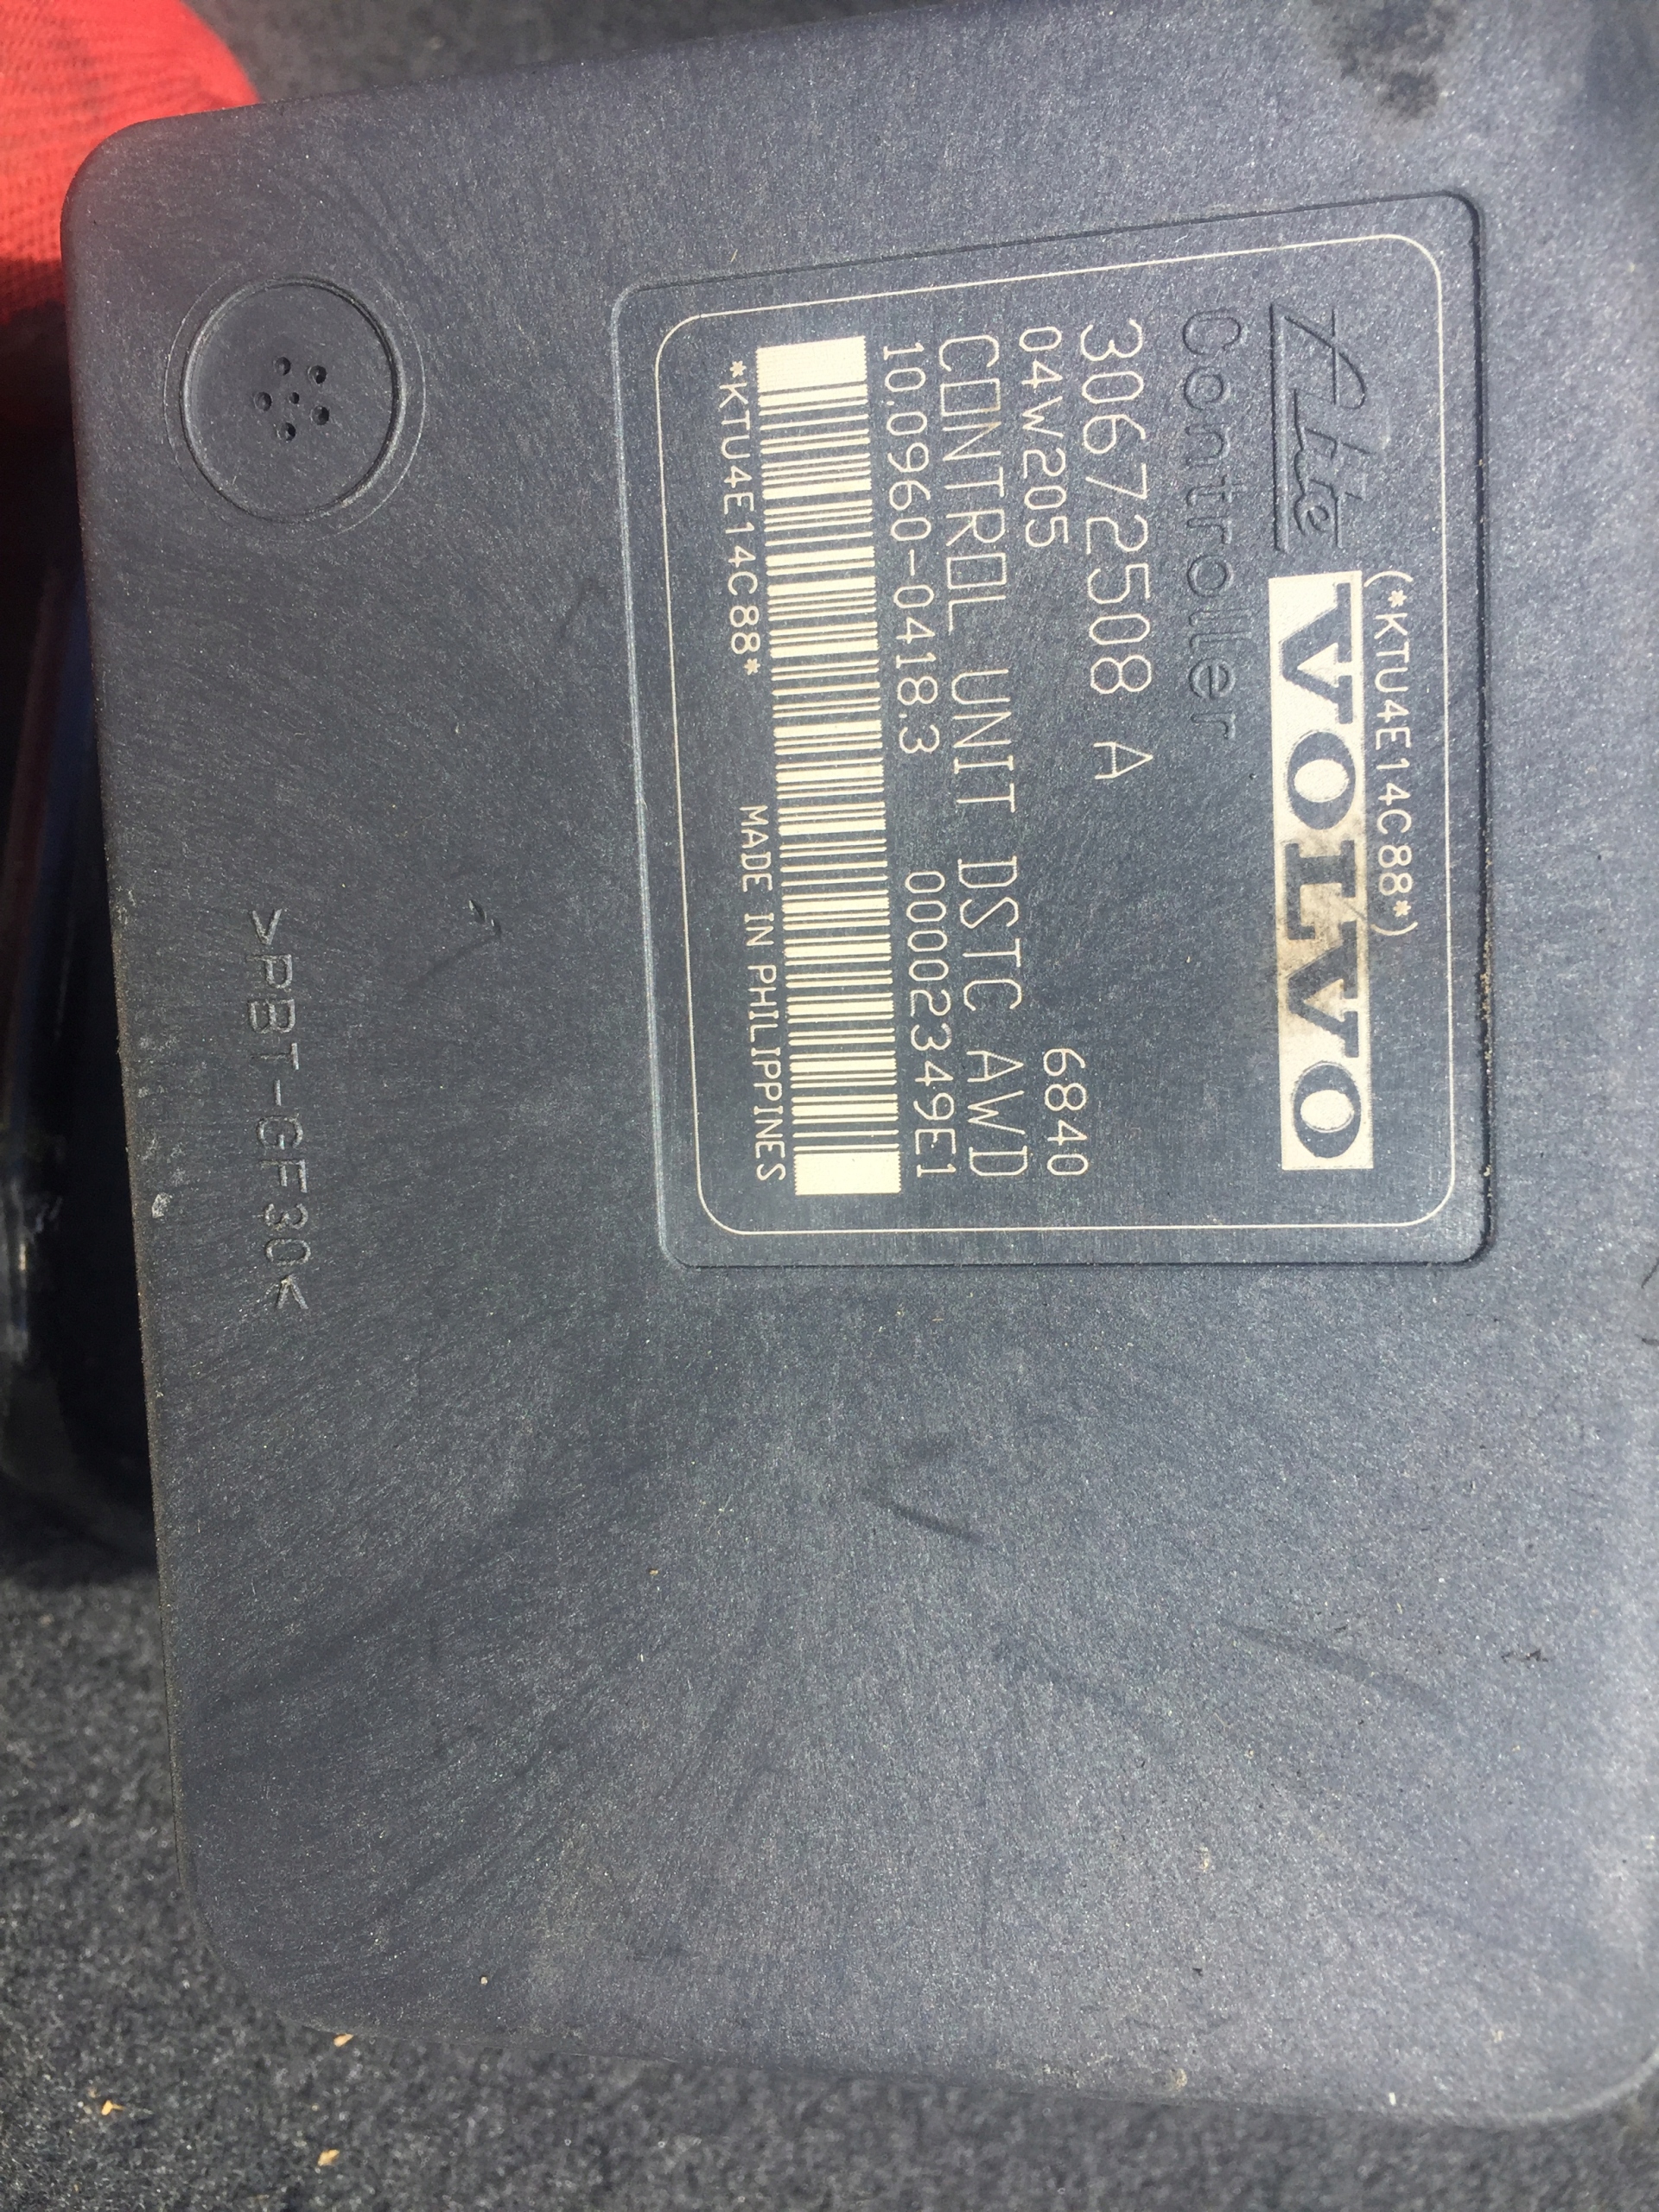 (*KTU4E14C88*)
Ate VOLVO
Controller
30672508 A
04W205 6840
CONTROL UNIT DSTC AWD
10.0960-0418.3 00002349E1
*KTU4E14C88* MADE IN PHILIPPINES
>PBT-GF30<